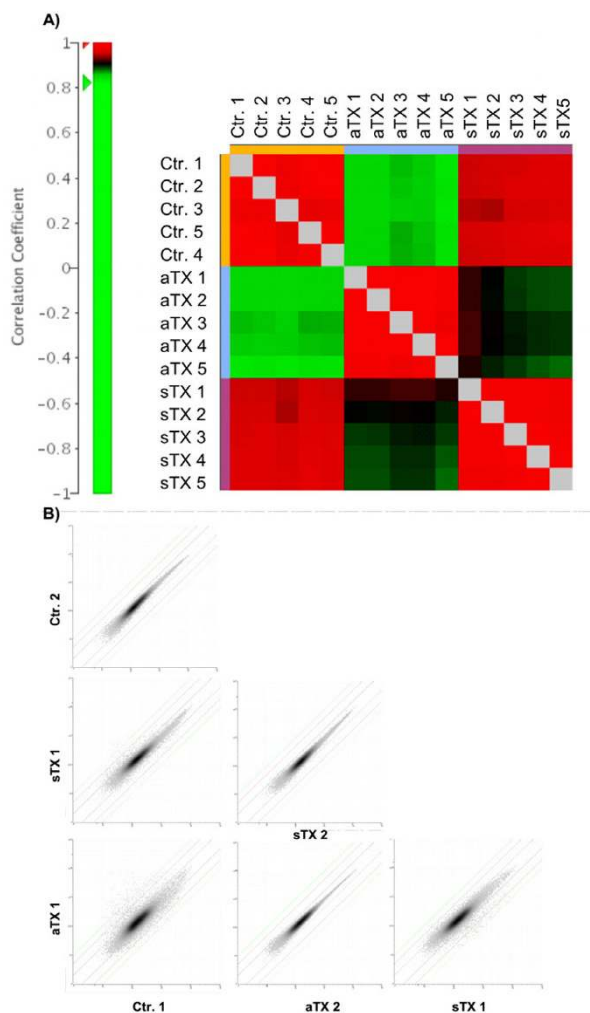 A)
1
0.8
0.6
0.4
0.2
0
-0.2
-0.4
-0.6
-0.8
-1
Correlation Coefficient
Ctr. 1
Ctr. 2
Ctr. 3
Ctr. 4
Ctr. 5
aTX 1
aTX 2
aTX 3
aTX 4
aTX 5
sTX 1
sTX 2
sTX 3
sTX 4
sTX5
Ctr. 1
Ctr. 2
Ctr. 3
Ctr. 5
Ctr. 4
aTX 1
aTX 2
aTX 3
aTX 4
aTX 5
sTX 1
sTX 2
sTX 3
sTX 4
sTX 5
B)
Ctr. 2
sTX 1
sTX 2
aTX 1
Ctr. 1
aTX 2
sTX 1